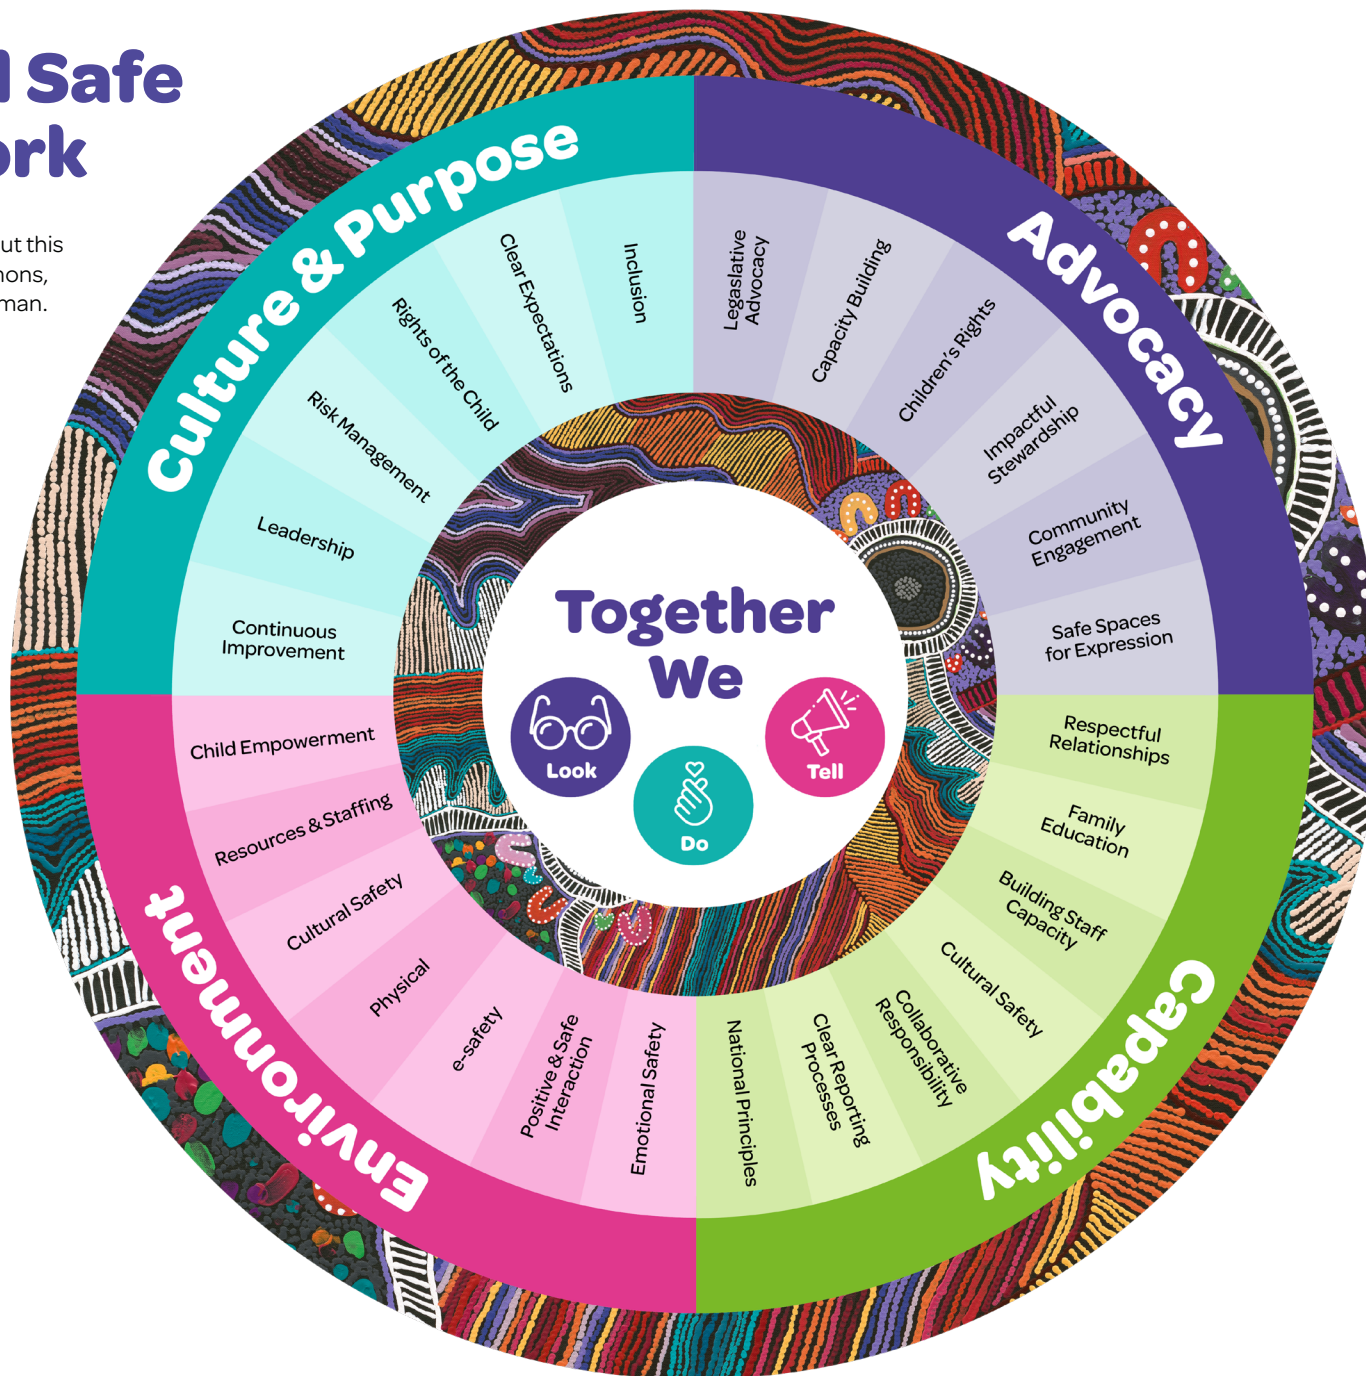 l Safe
ork
ut this
nons,
man.
Culture & Purpose
Continuous
Improvement
Leadership
Risk Management
Rights of the Child
Clear Expectations
Inclusion
Advocacy
Legaslative
Advocacy
Capacity Building
Children's Rights
Impactful
Stewardship
Community
Engagement
Safe Spaces
for Expression
Capability
Respectful
Relationships
Family
Education
Building Staff
Capacity
Cultural Safety
Collaborative
Responsibility
Clear Reporting
Processes
National Principles
Environment
Emotional Safety
Positive & Safe
Interaction
e-safety
Physical
Cultural Safety
Resources & Staffing
Child Empowerment
Together
We
Look
Do
Tell